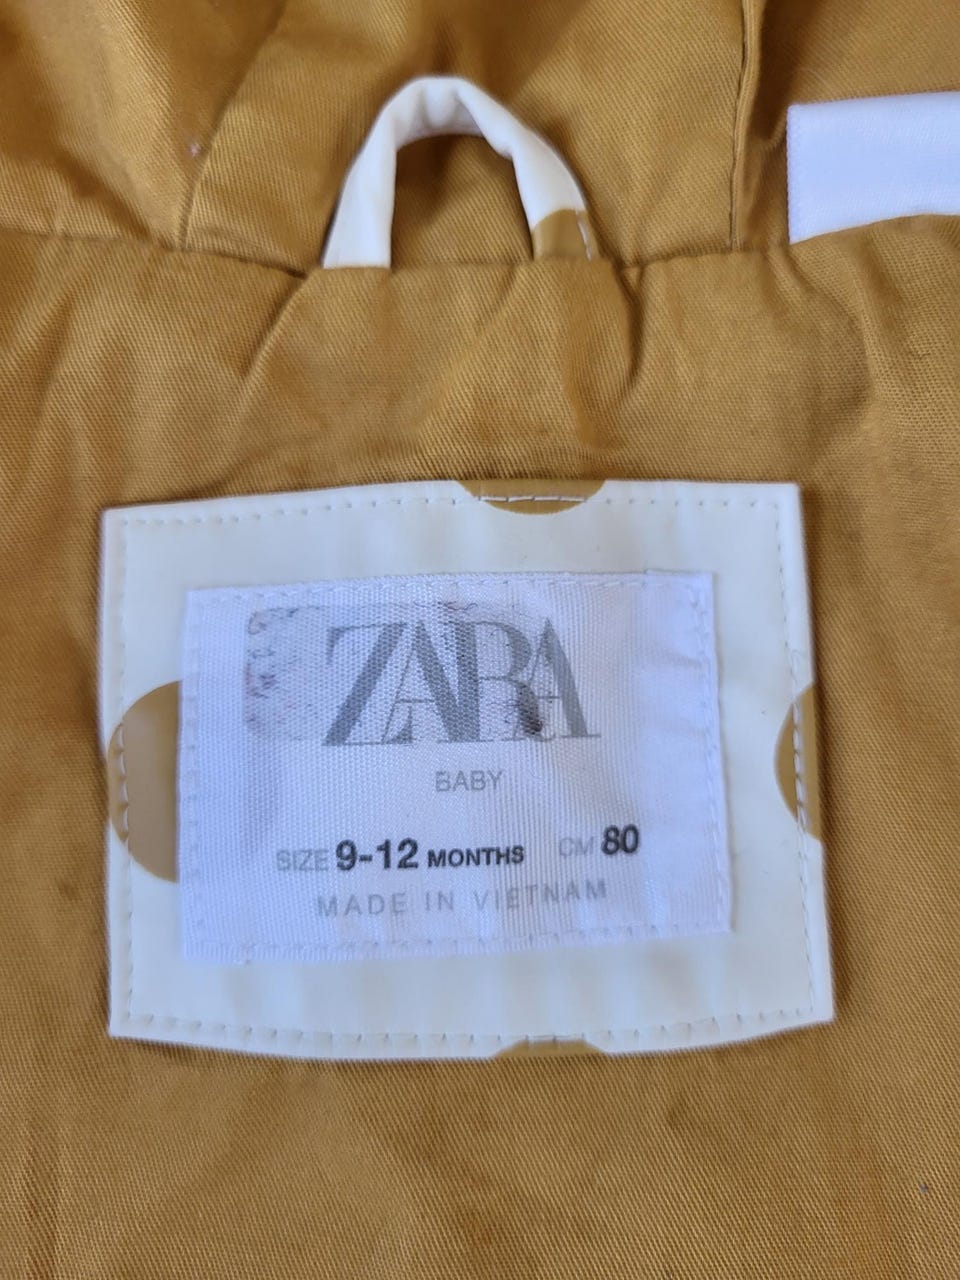 ZARA
BABY
SIZE 9-12 MONTHS CM 80
MADE IN VIETNAM